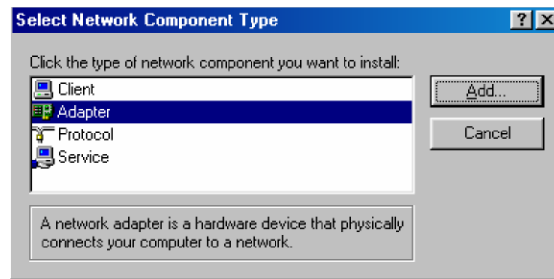 Select Network Component Type
Click the type of network component you want to install:
Client
Adapter
Protocol
Service
Add...
Cancel
A network adapter is a hardware device that physically
connects your computer to a network.